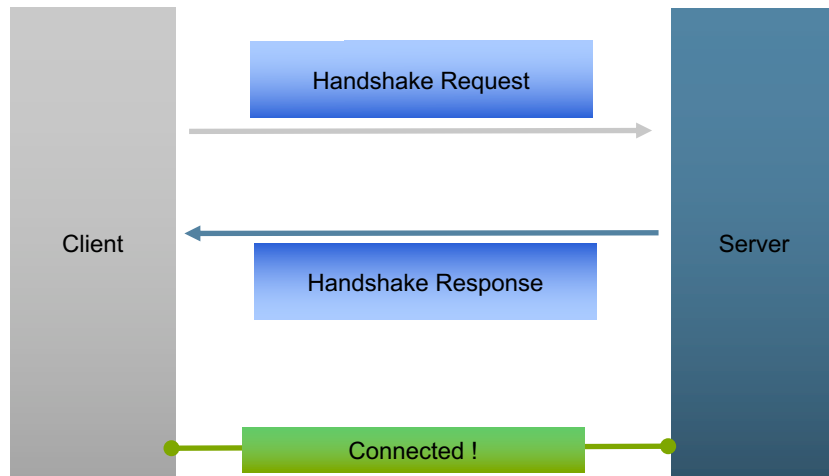 Handshake Request
Client
Server
Handshake Response
Connected !